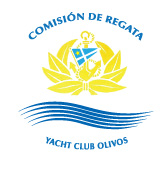 COMISIÓN DE REGATA
YACHT CLUB OLIVOS